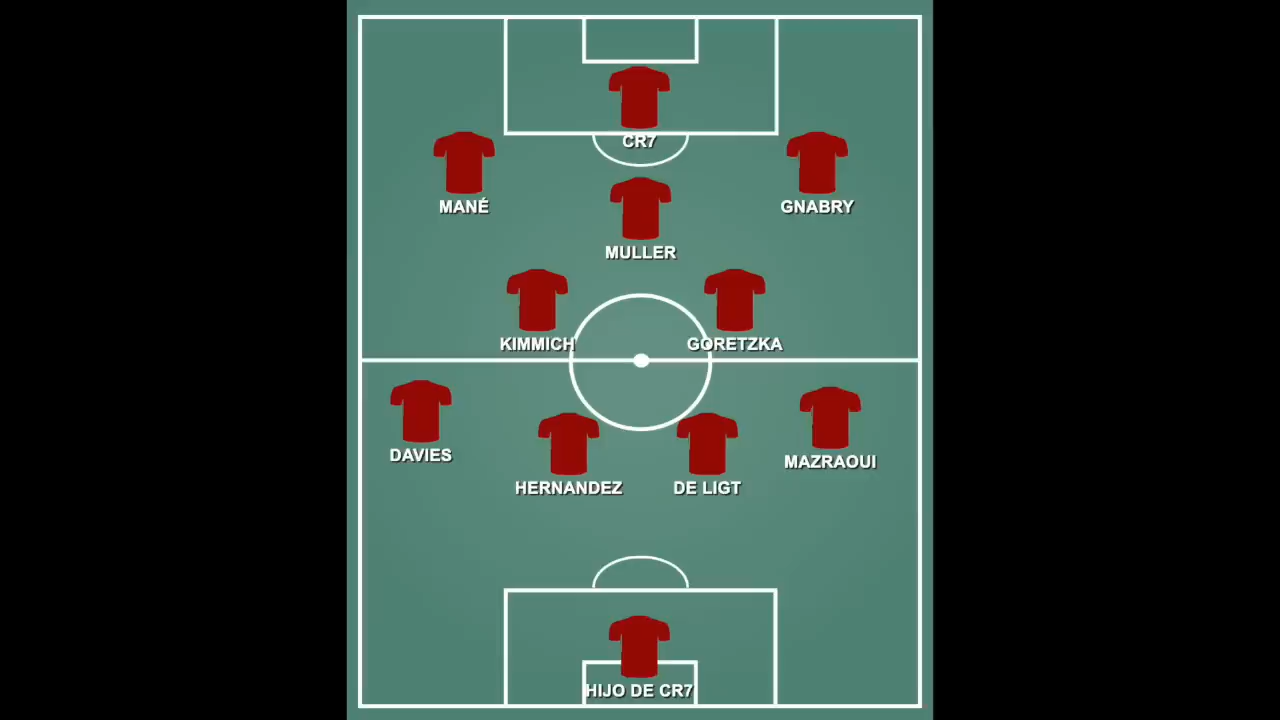 CR7
MANÉ
GNABRY
MULLER
KIMMICH
GORETZKA
DAVIES
MAZRAOUI
HERNANDEZ
DE LIGT
HIJO DE CR7